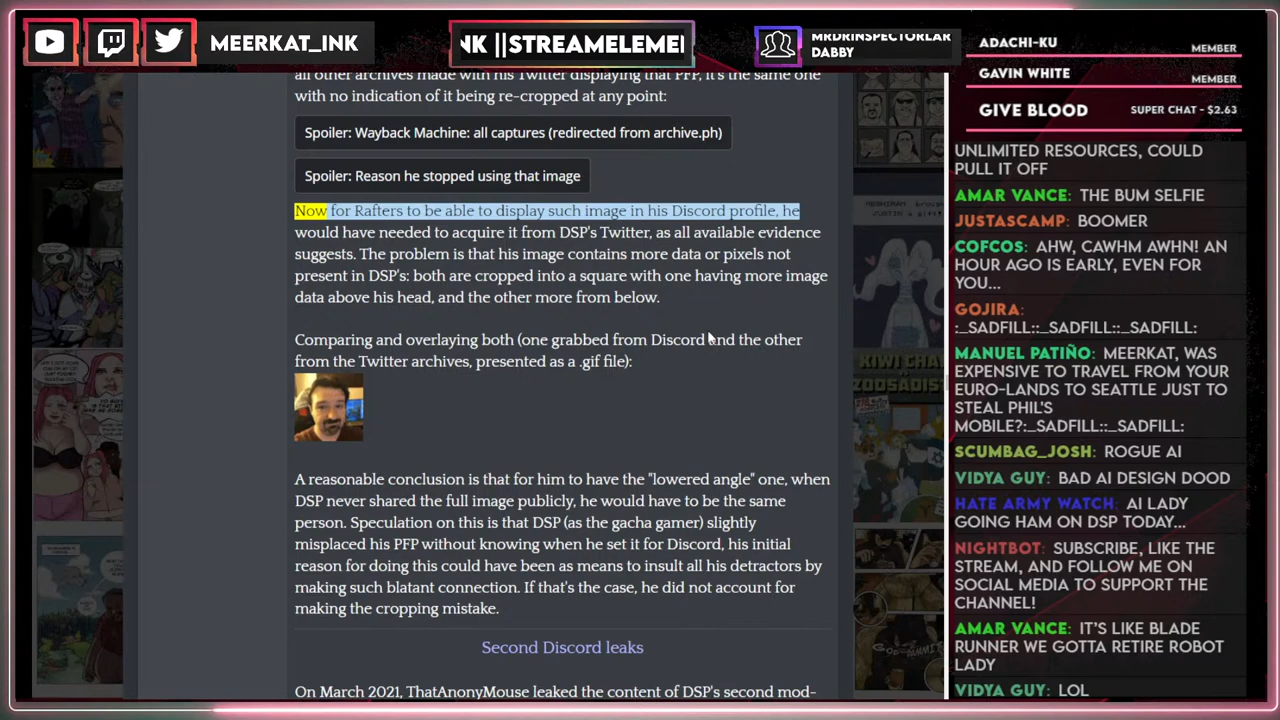 MEERKAT_INK
NK ||STREAMELEME
MRDRINSPECTORLAR
DABBY
all other archives made with his Twitter displaying that PFP, it's the same one
with no indication of it being re-cropped at any point:
Spoiler: Wayback Machine: all captures (redirected from archive.ph)
Spoiler: Reason he stopped using that image
Now for Rafters to be able to display such image in his Discord profile, he
would have needed to acquire it from DSP's Twitter, as all available evidence
suggests. The problem is that his image contains more data or pixels not
present in DSP's: both are cropped into a square with one having more image
data above his head, and the other more from below.
Comparing and overlaying both (one grabbed from Discord and the other
from the Twitter archives, presented as a .gif file):
A reasonable conclusion is that for him to have the "lowered angle" one, when
DSP never shared the full image publicly, he would have to be the same
person. Speculation on this is that DSP (as the gacha gamer) slightly
misplaced his PFP without knowing when he set it for Discord, his initial
reason for doing this could have been as means to insult all his detractors by
making such blatant connection. If that's the case, he did not account for
making the cropping mistake.
Second Discord leaks
On March 2021, ThatAnonyMouse leaked the content of DSP's second mod-
KIWI
ZOOSADIS
ADACHI-KU MEMBER
GAVIN WHITE MEMBER
GIVE BLOOD SUPER CHAT - $2.63
UNLIMITED RESOURCES, COULD
PULL IT OFF
AMAR VANCE: THE BUM SELFIE
JUSTASCAMP: BOOMER
COFCOS: AHW, CAWHM AWHN! AN
HOUR AGO IS EARLY, EVEN FOR
YOU...
GOJIRA:
:_SADFILL::_SADFILL::_SADFILL:
MANUEL PATIÑO: MEERKAT, WAS
EXPENSIVE TO TRAVEL FROM YOUR
EURO-LANDS TO SEATTLE JUST TO
STEAL PHIL'S
MOBILE?:_SADFILL::_SADFILL:
SCUMBAG_JOSH: ROGUE AI
VIDYA GUY: BAD AI DESIGN DOOD
HATE ARMY WATCH: AI LADY
GOING HAM ON DSP TODAY...
NIGHTBOT: SUBSCRIBE, LIKE THE
STREAM, AND FOLLOW ME ON
SOCIAL MEDIA TO SUPPORT THE
CHANNEL!
AMAR VANCE: IT'S LIKE BLADE
RUNNER WE GOTTA RETIRE ROBOT
LADY
VIDYA GUY: LOL